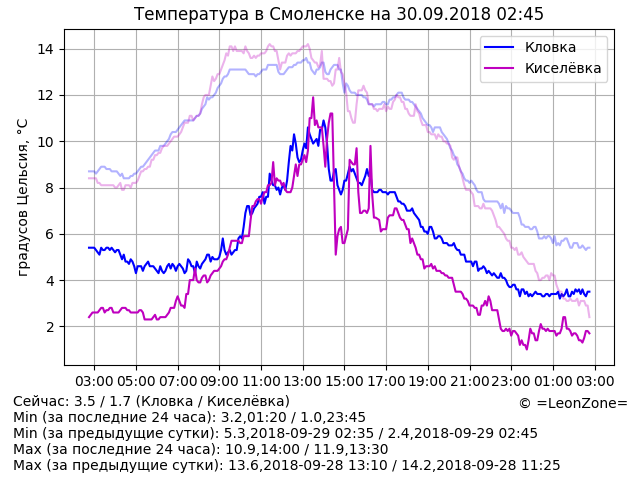 Температура в Смоленске на 30.09.2018 02:45
градусов Цельсия, °C
14
12
10
8
6
4
2
Кловка
Киселёвка
03:00 05:00 07:00 09:00 11:00 13:00 15:00 17:00 19:00 21:00 23:00 01:00 03:00
Сейчас: 3.5 / 1.7 (Кловка / Киселёвка)
© =LeonZone=
Min (за последние 24 часа): 3.2,01:20 / 1.0,23:45
Min (за предыдущие сутки): 5.3,2018-09-29 02:35 / 2.4,2018-09-29 02:45
Max (за последние 24 часа): 10.9,14:00 / 11.9,13:30
Max (за предыдущие сутки): 13.6,2018-09-28 13:10 / 14.2,2018-09-28 11:25